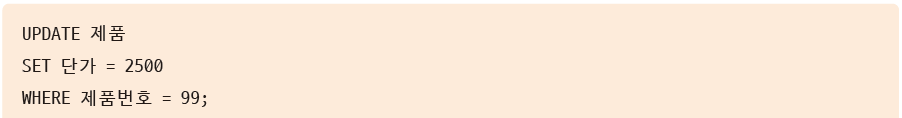 UPDATE 제품
SET 단가 = 2500
WHERE 제품번호 = 99;